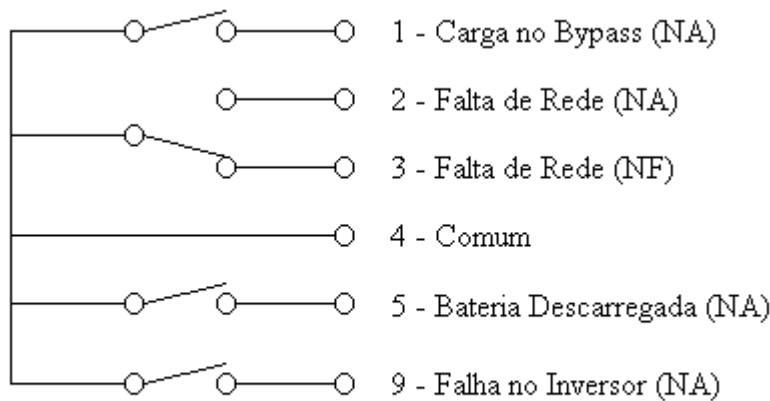 1 - Carga no Bypass (NA)
2 - Falta de Rede (NA)
3 - Falta de Rede (NF)
4 - Comum
5 - Bateria Descarregada (NA)
9 - Falha no Inversor (NA)